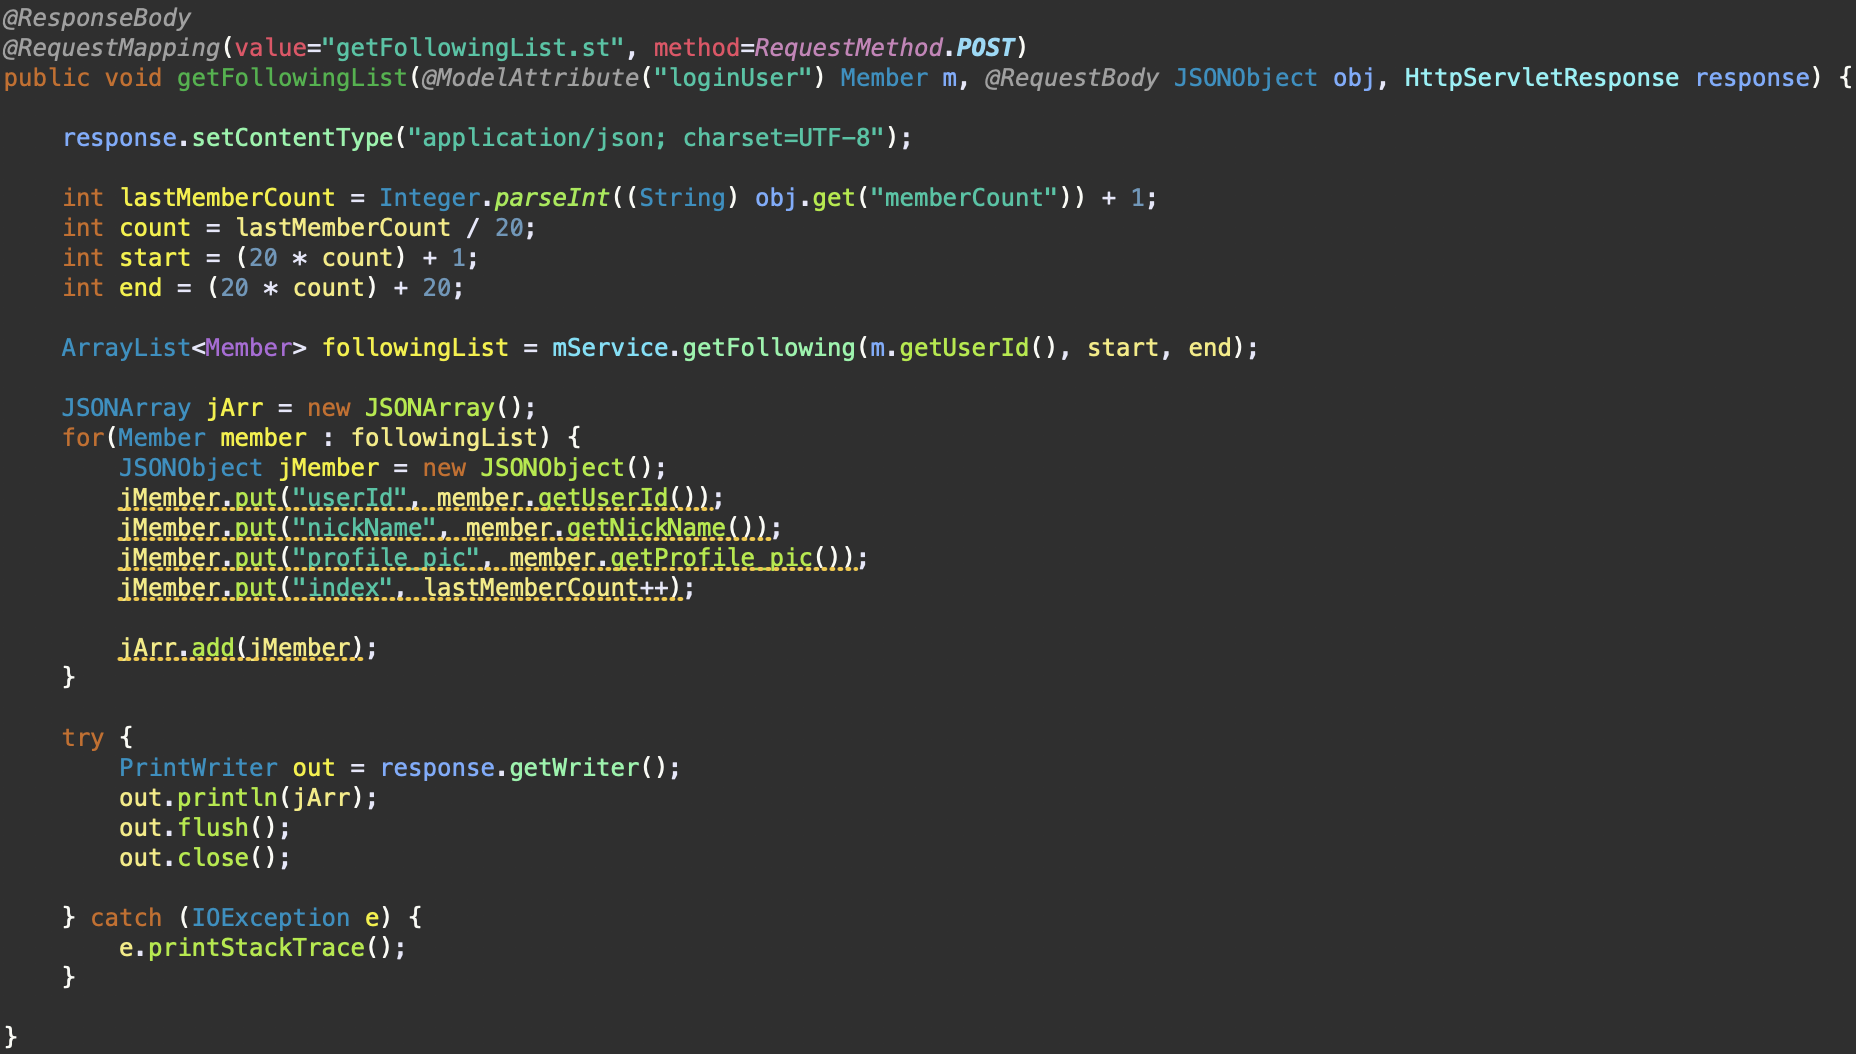 @ResponseBody
@RequestMapping(value="getFollowingList.st", method=RequestMethod.POST)
public void getFollowingList(@ModelAttribute("loginUser") Member m, @RequestBody JSONObject obj, HttpServletResponse response) {
response.setContentType("application/json; charset=UTF-8");
int lastMemberCount = Integer.parseInt((String) obj.get("memberCount")) + 1;
int count = lastMemberCount / 20;
int start = (20 * count) + 1;
int end = (20 * count) + 20;
ArrayList<Member> followingList = mService.getFollowing(m.getUserId(), start, end);
JSONArray jArr = new JSONArray();
for(Member member : followingList) {
JSONObject jMember = new JSONObject();
jMember.put("userId", member.getUserId());
jMember.put("nickName", member.getNickName());
jMember.put("profile_pic", member.getProfile_pic());
jMember.put("index", lastMemberCount++);
jArr.add(jMember);
}
try {
PrintWriter out = response.getWriter();
out.println(jArr);
out.flush();
out.close();
} catch (IOException e) {
e.printStackTrace();
}
}